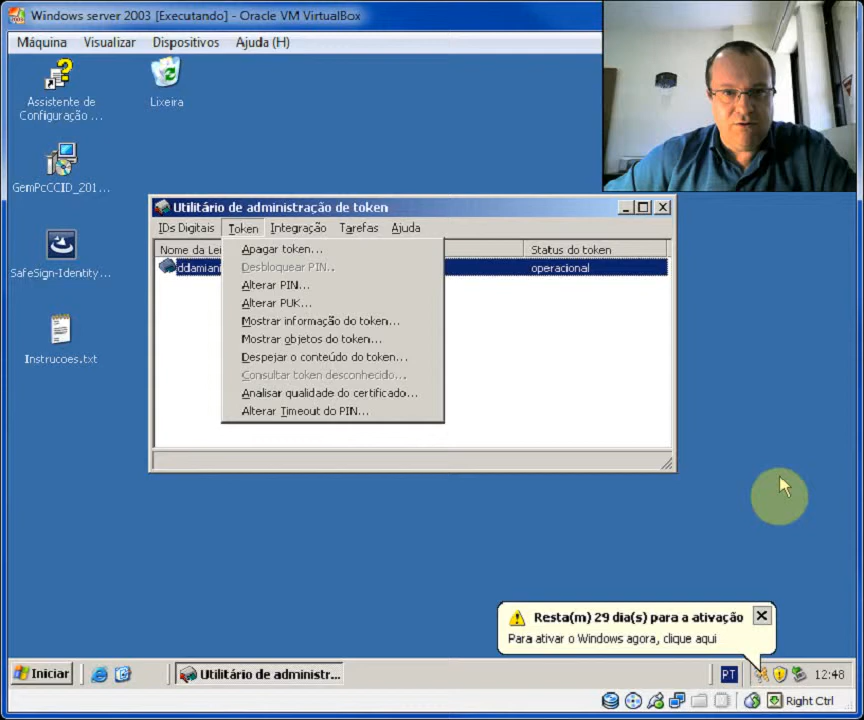 Windows server 2003 [Executando] - Oracle VM VirtualBox
Máquina Visualizar Dispositivos Ajuda (H)
Assistente de
Configuração ...
Lixeira
GemPcCCID_201...
SafeSign-Identity...
Instrucoes.txt
Utilitário de administração de token
IDs Digitais Token Integração Tarefas Ajuda
Nome da Lei Status do token
ddamiani operacional
Apagar token...
Desbloquear PIN...
Alterar PIN...
Alterar PUK...
Mostrar informação do token...
Mostrar objetos do token...
Despejar o conteúdo do token...
Consultar token desconhecido...
Analisar qualidade do certificado...
Alterar Timeout do PIN...
Resta(m) 29 dia(s) para a ativação
Para ativar o Windows agora, clique aqui
Iniciar Utilitário de administr... PT 12:48
Right Ctrl